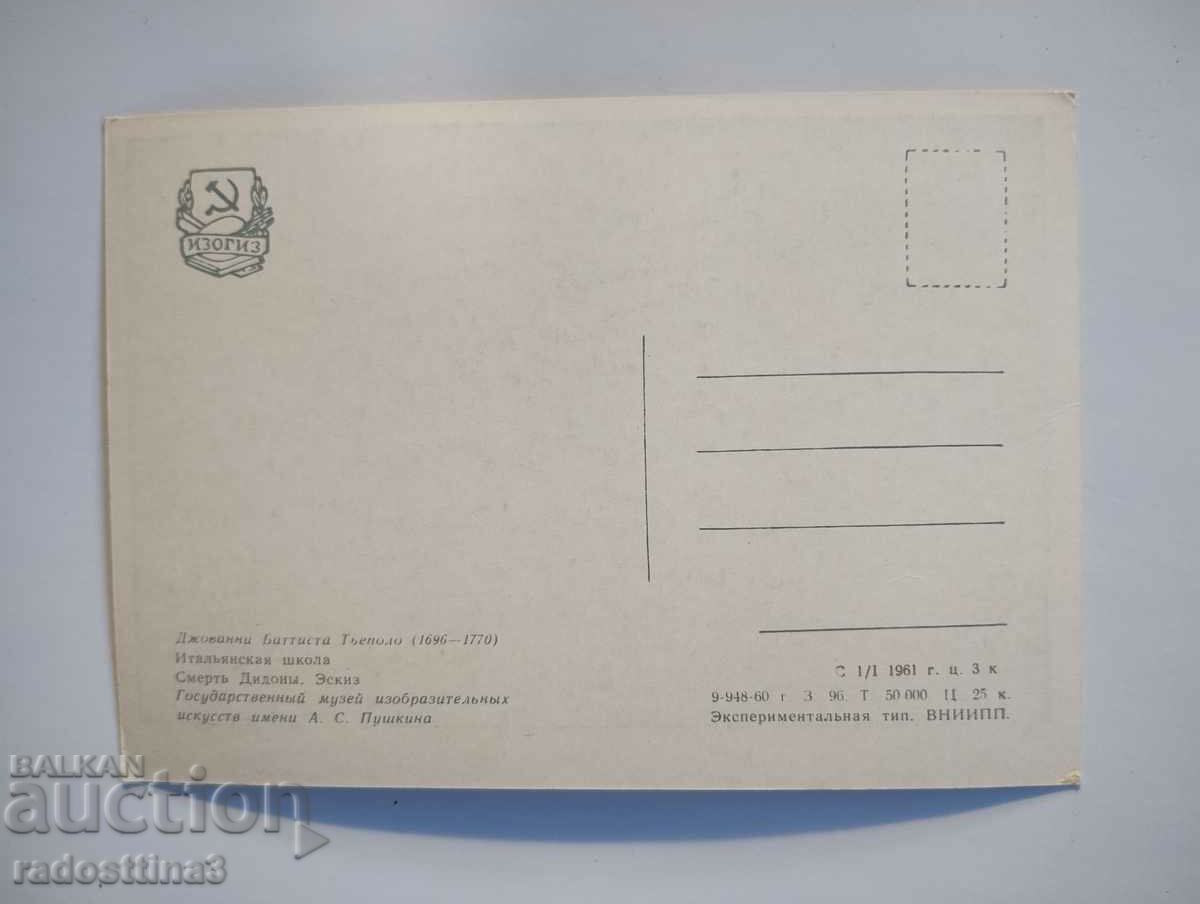 ИЗОГИЗ
Джованни Баттиста Тьеполо (1696—1770)
Итальянская школа
Смерть Дидоны. Эскиз
Государственный музей изобразительных
искусств имени А. С. Пушкина
С 1/I 1961 г. ц. 3 к
9-948-60 г. З. 96. Т. 50 000 Ц. 25 к.
Экспериментальная тип. ВНИИПП.
BALKAN
auction
radosttina3